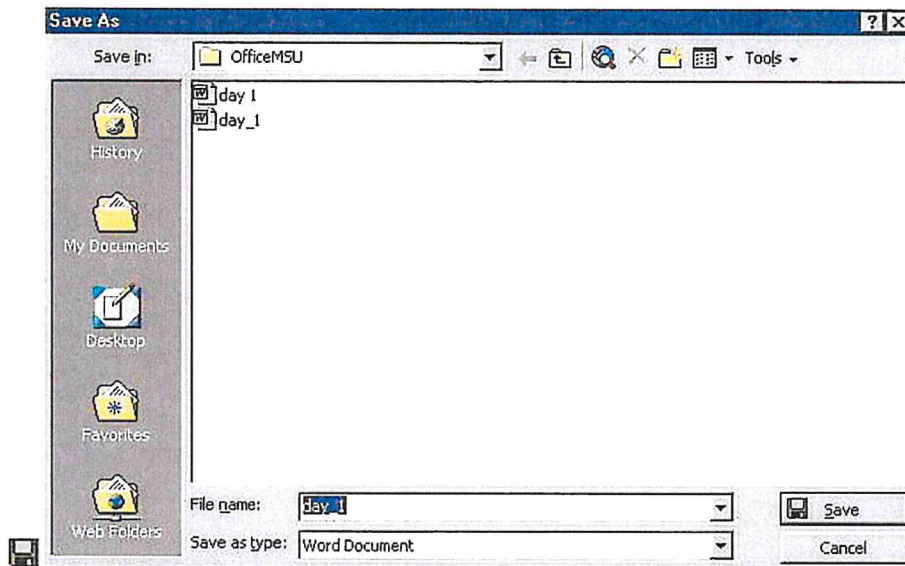 Save As
Save in:
OfficeMSU
Tools
day 1
day_1
History
My Documents
Desktop
Favorites
Web Folders
File name:
day_1
Save
Save as type:
Word Document
Cancel